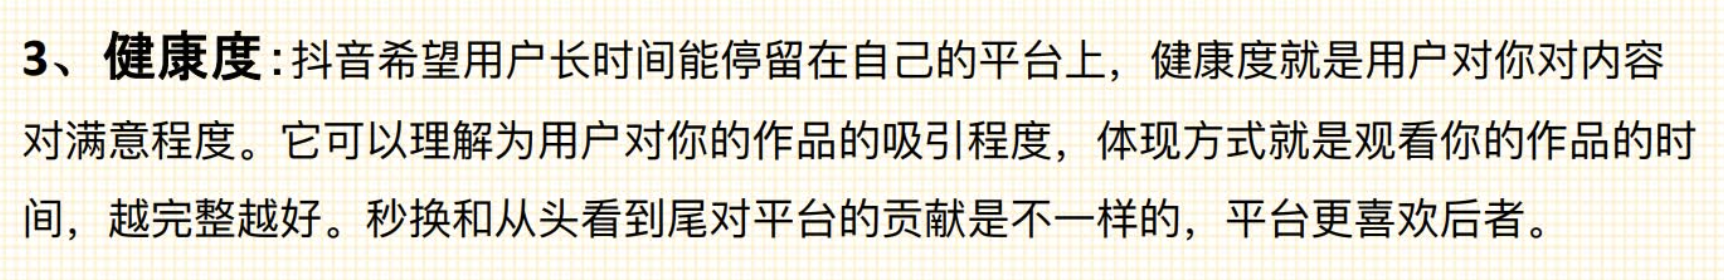 3、健康度:抖音希望用户长时间能停留在自己的平台上，健康度就是用户对你对内容
对满意程度。它可以理解为用户对你的作品的吸引程度，体现方式就是观看你的作品的时
间，越完整越好。秒换和从头看到尾对平台的贡献是不一样的，平台更喜欢后者。